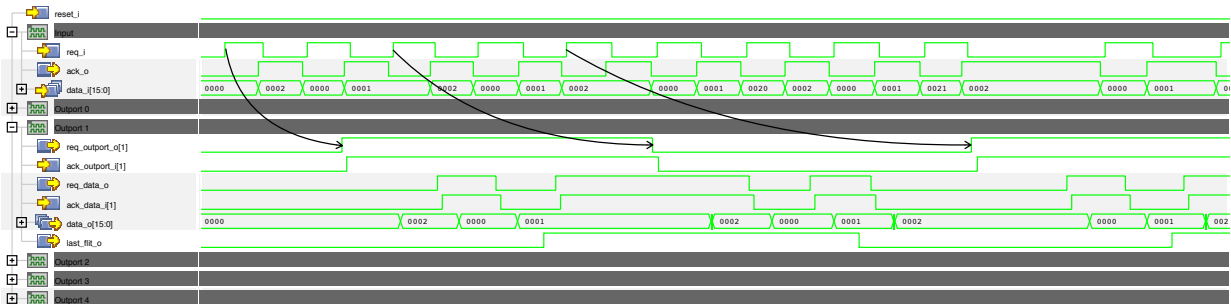 reset_i
Input
req_i
ack_o
data_i[15:0] 0000 0002 0000 0001 0002 0000 0001 0002 0000 0001 0020 0002 0000 0001 0021 0002 0000 0001
Outport 0
Outport 1
req_outport_o[1]
ack_outport_i[1]
req_data_o
ack_data_i[1]
data_o[15:0] 0000 0002 0000 0001 0002 0000 0001 0002 0000 0001 002
last_flit_o
Outport 2
Outport 3
Outport 4